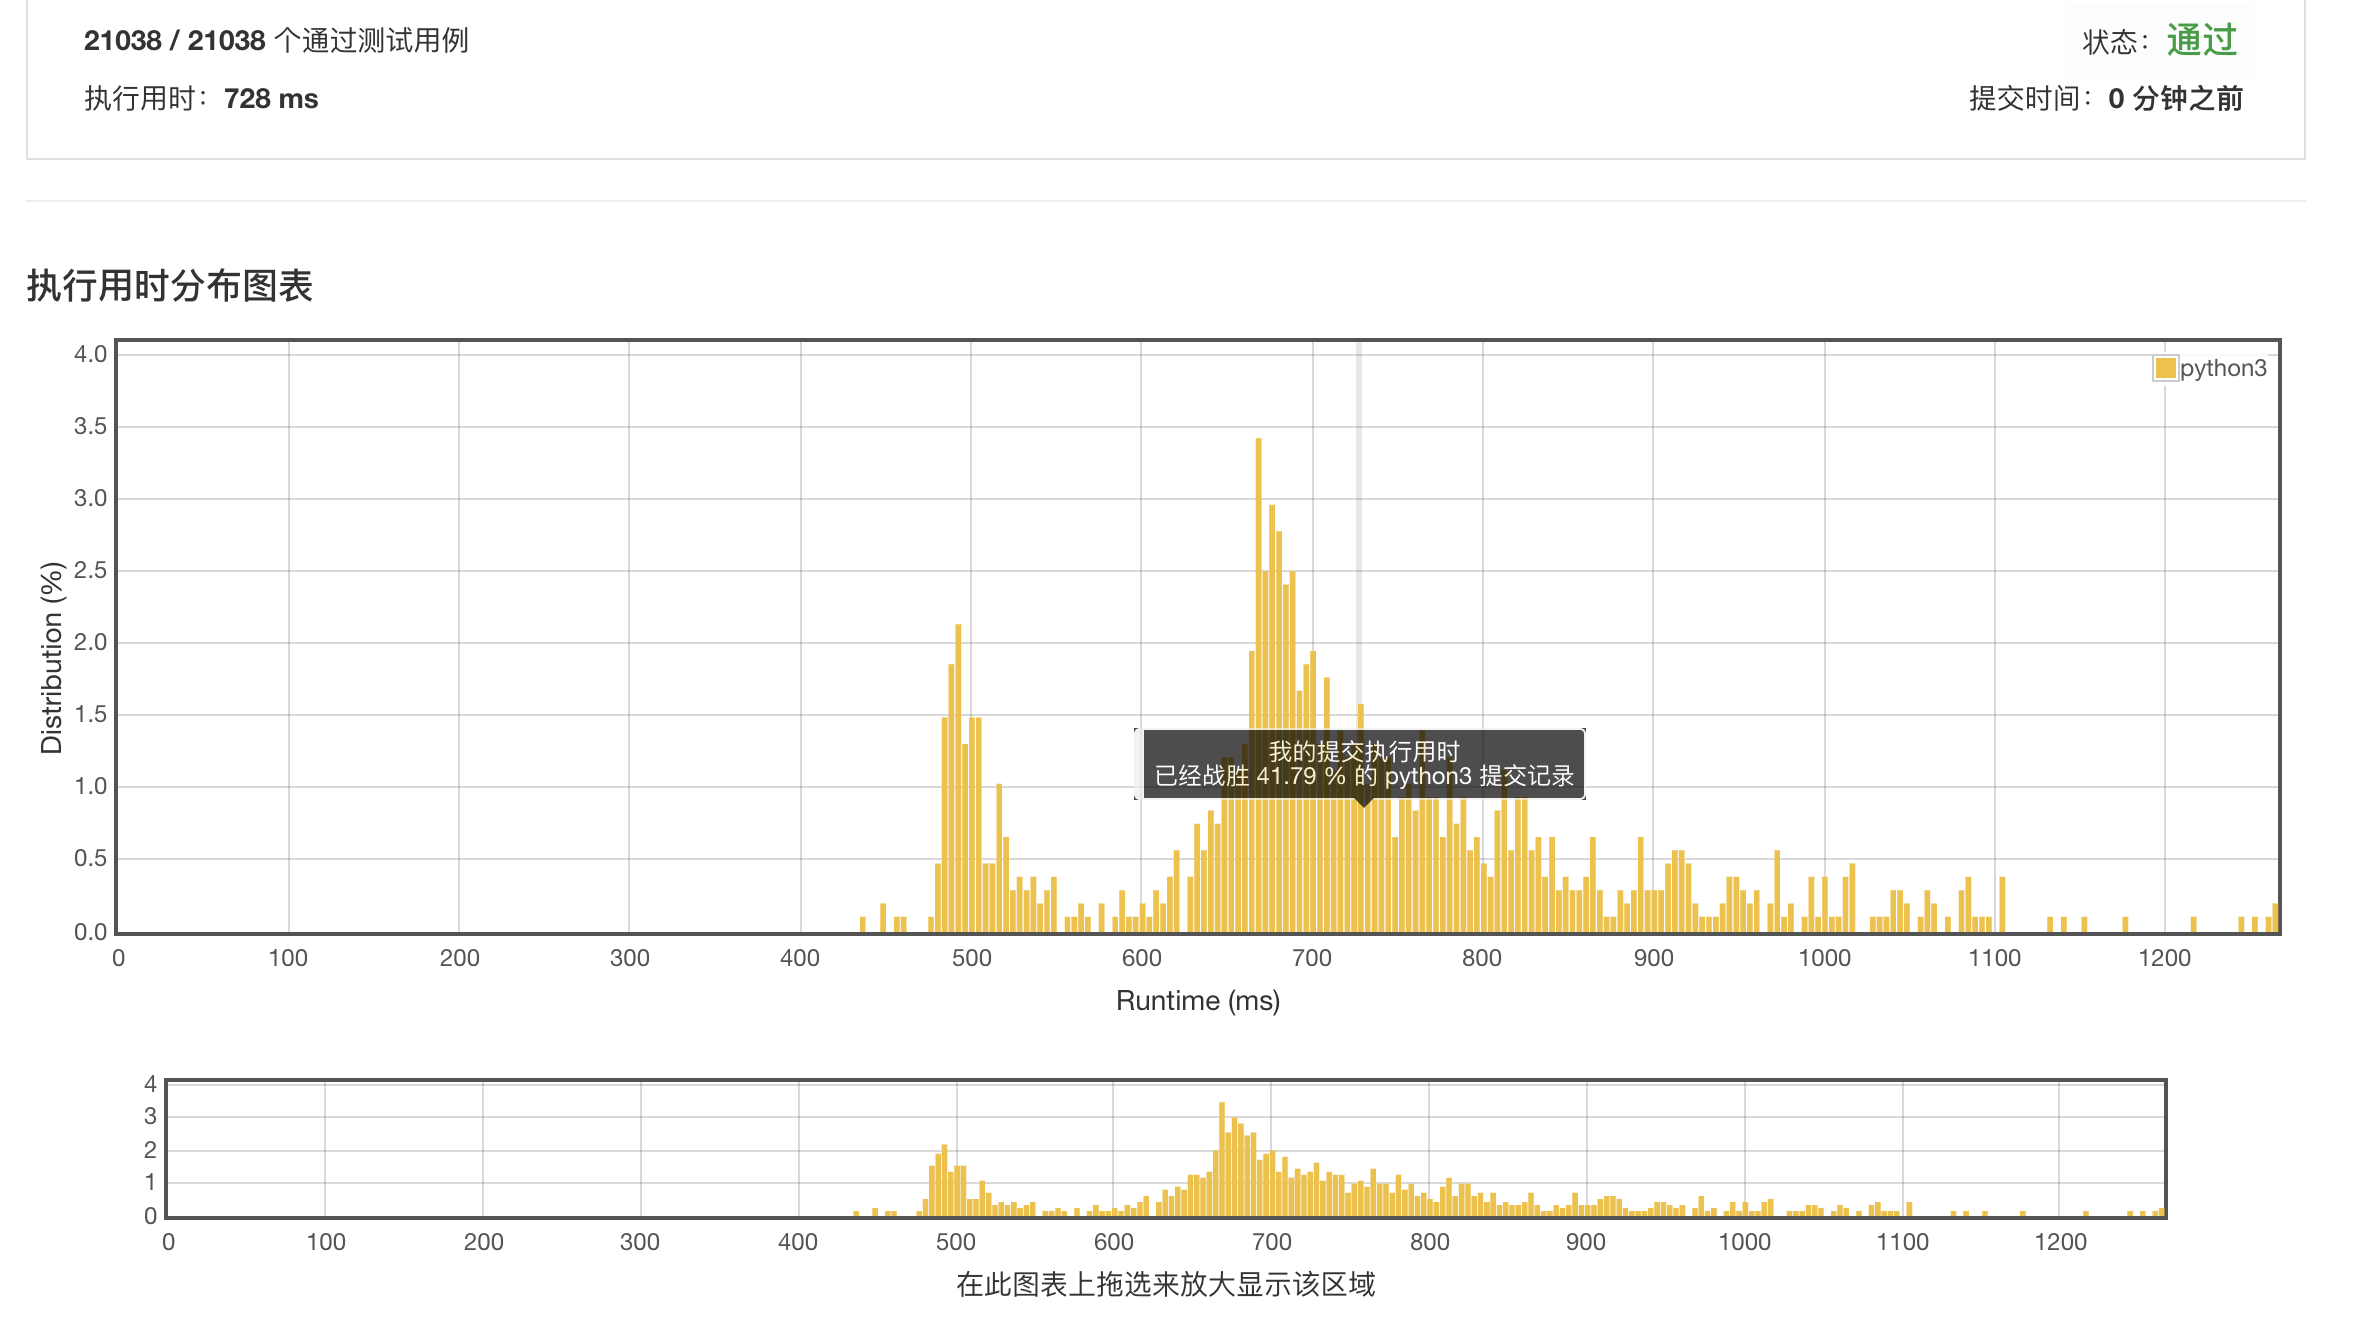 21038 / 21038 个通过测试用例
状态：通过
执行用时：728 ms
提交时间：0 分钟之前
执行用时分布图表
4.0
3.5
3.0
2.5
2.0
1.5
1.0
0.5
0.0
Distribution (%)
python3
我的提交执行用时
已经战胜 41.79 % 的 python3 提交记录
0 100 200 300 400 500 600 700 800 900 1000 1100 1200
Runtime (ms)
4
3
2
1
0
0 100 200 300 400 500 600 700 800 900 1000 1100 1200
在此图表上拖选来放大显示该区域